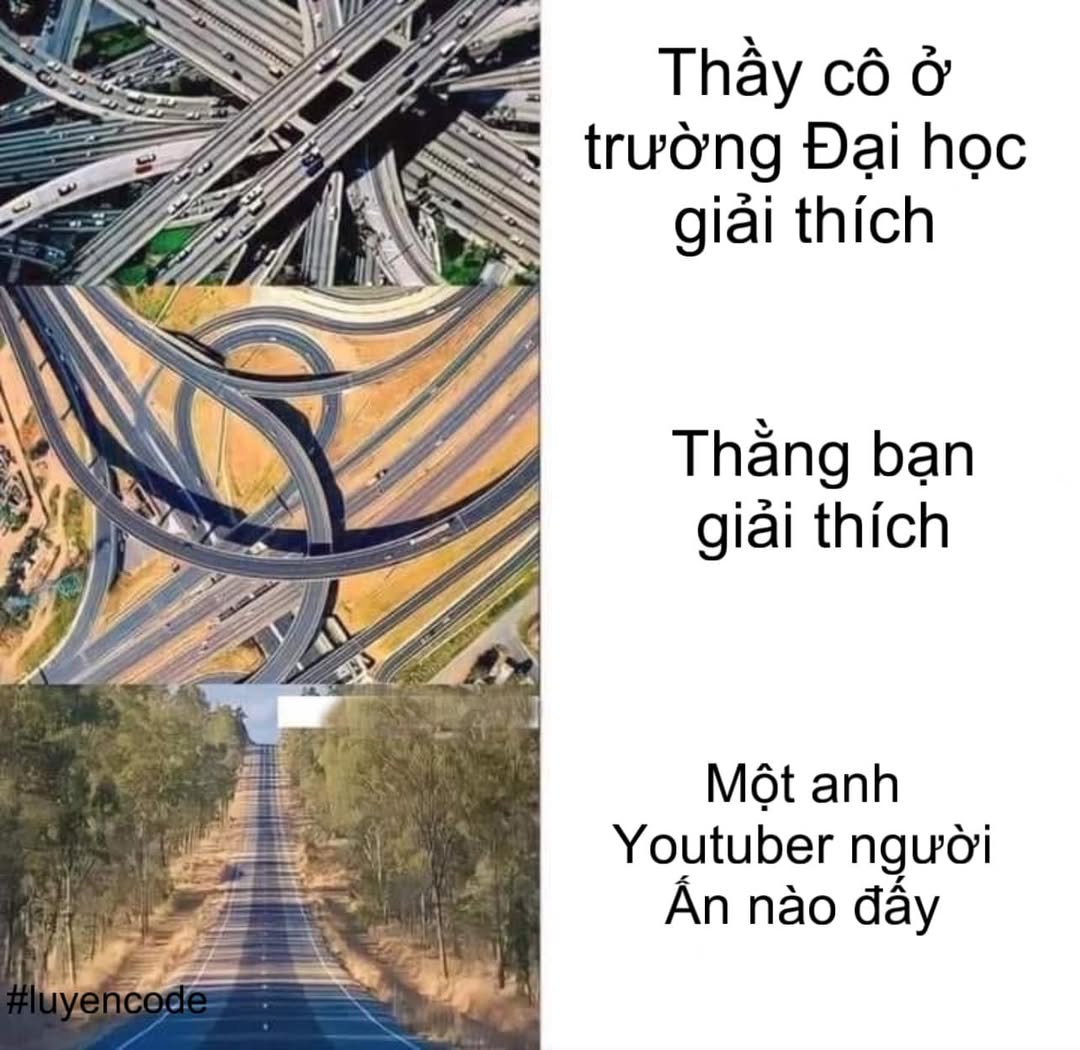 Thầy cô ở
trường Đại học
giải thích
Thằng bạn
giải thích
Một anh
Youtuber người
Ấn nào đấy
#luyencode